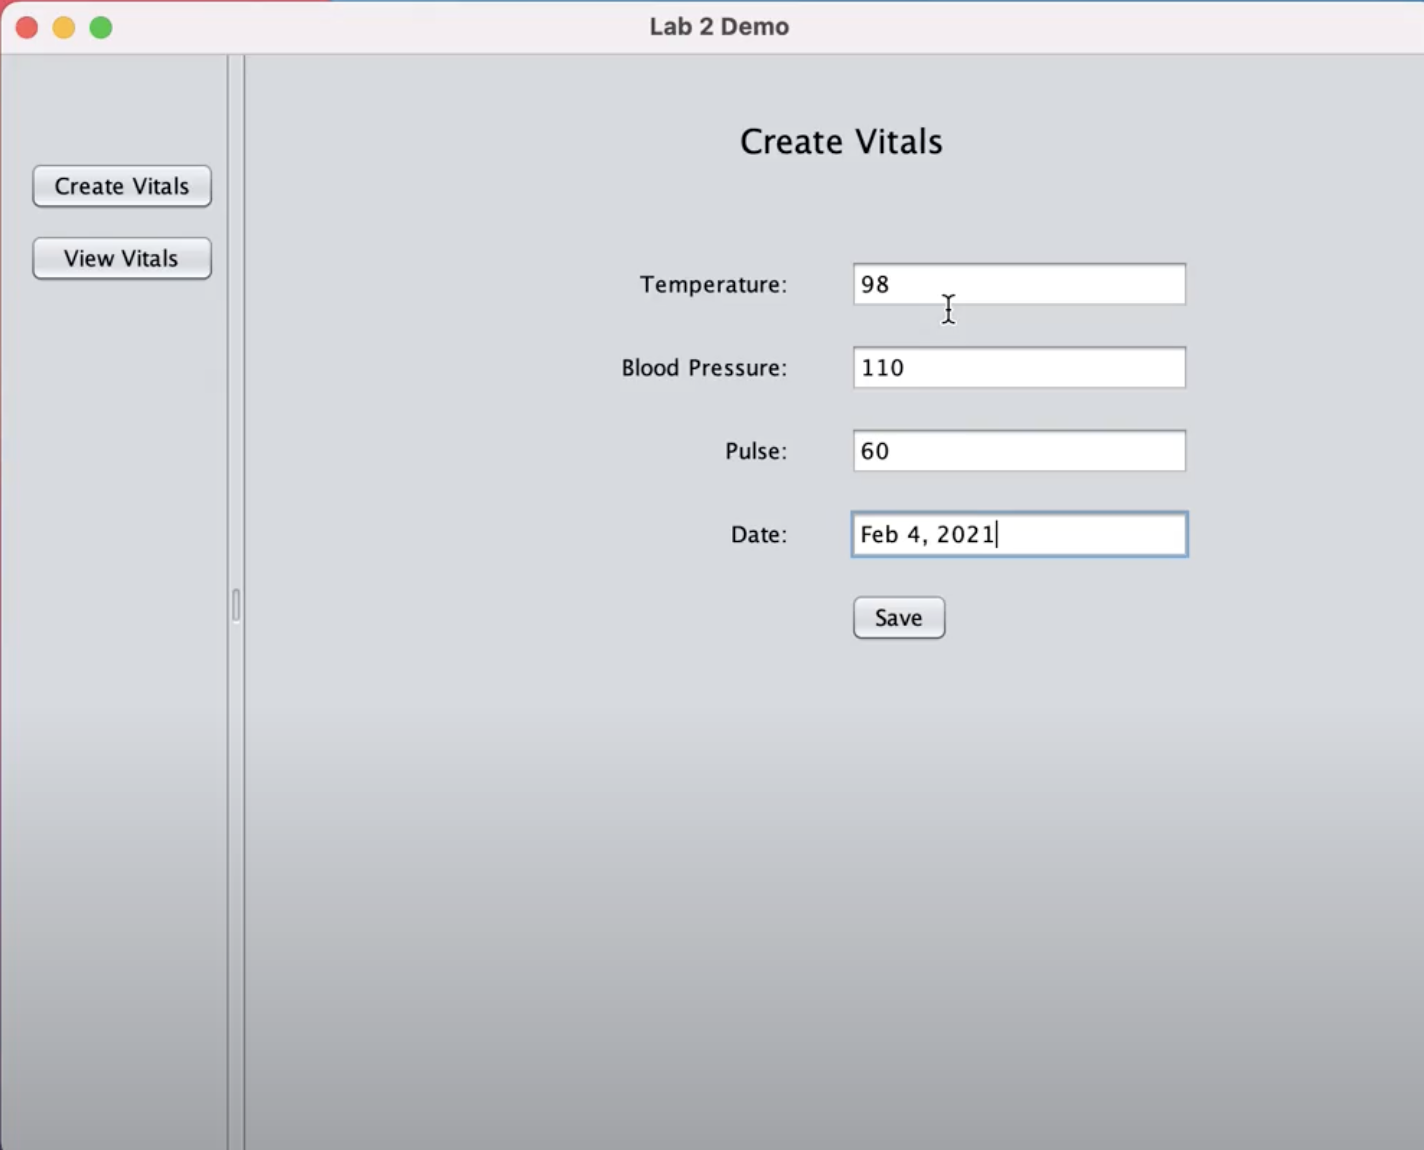 Lab 2 Demo
Create Vitals
View Vitals
Create Vitals
Temperature: 98
Blood Pressure: 110
Pulse: 60
Date: Feb 4, 2021
Save